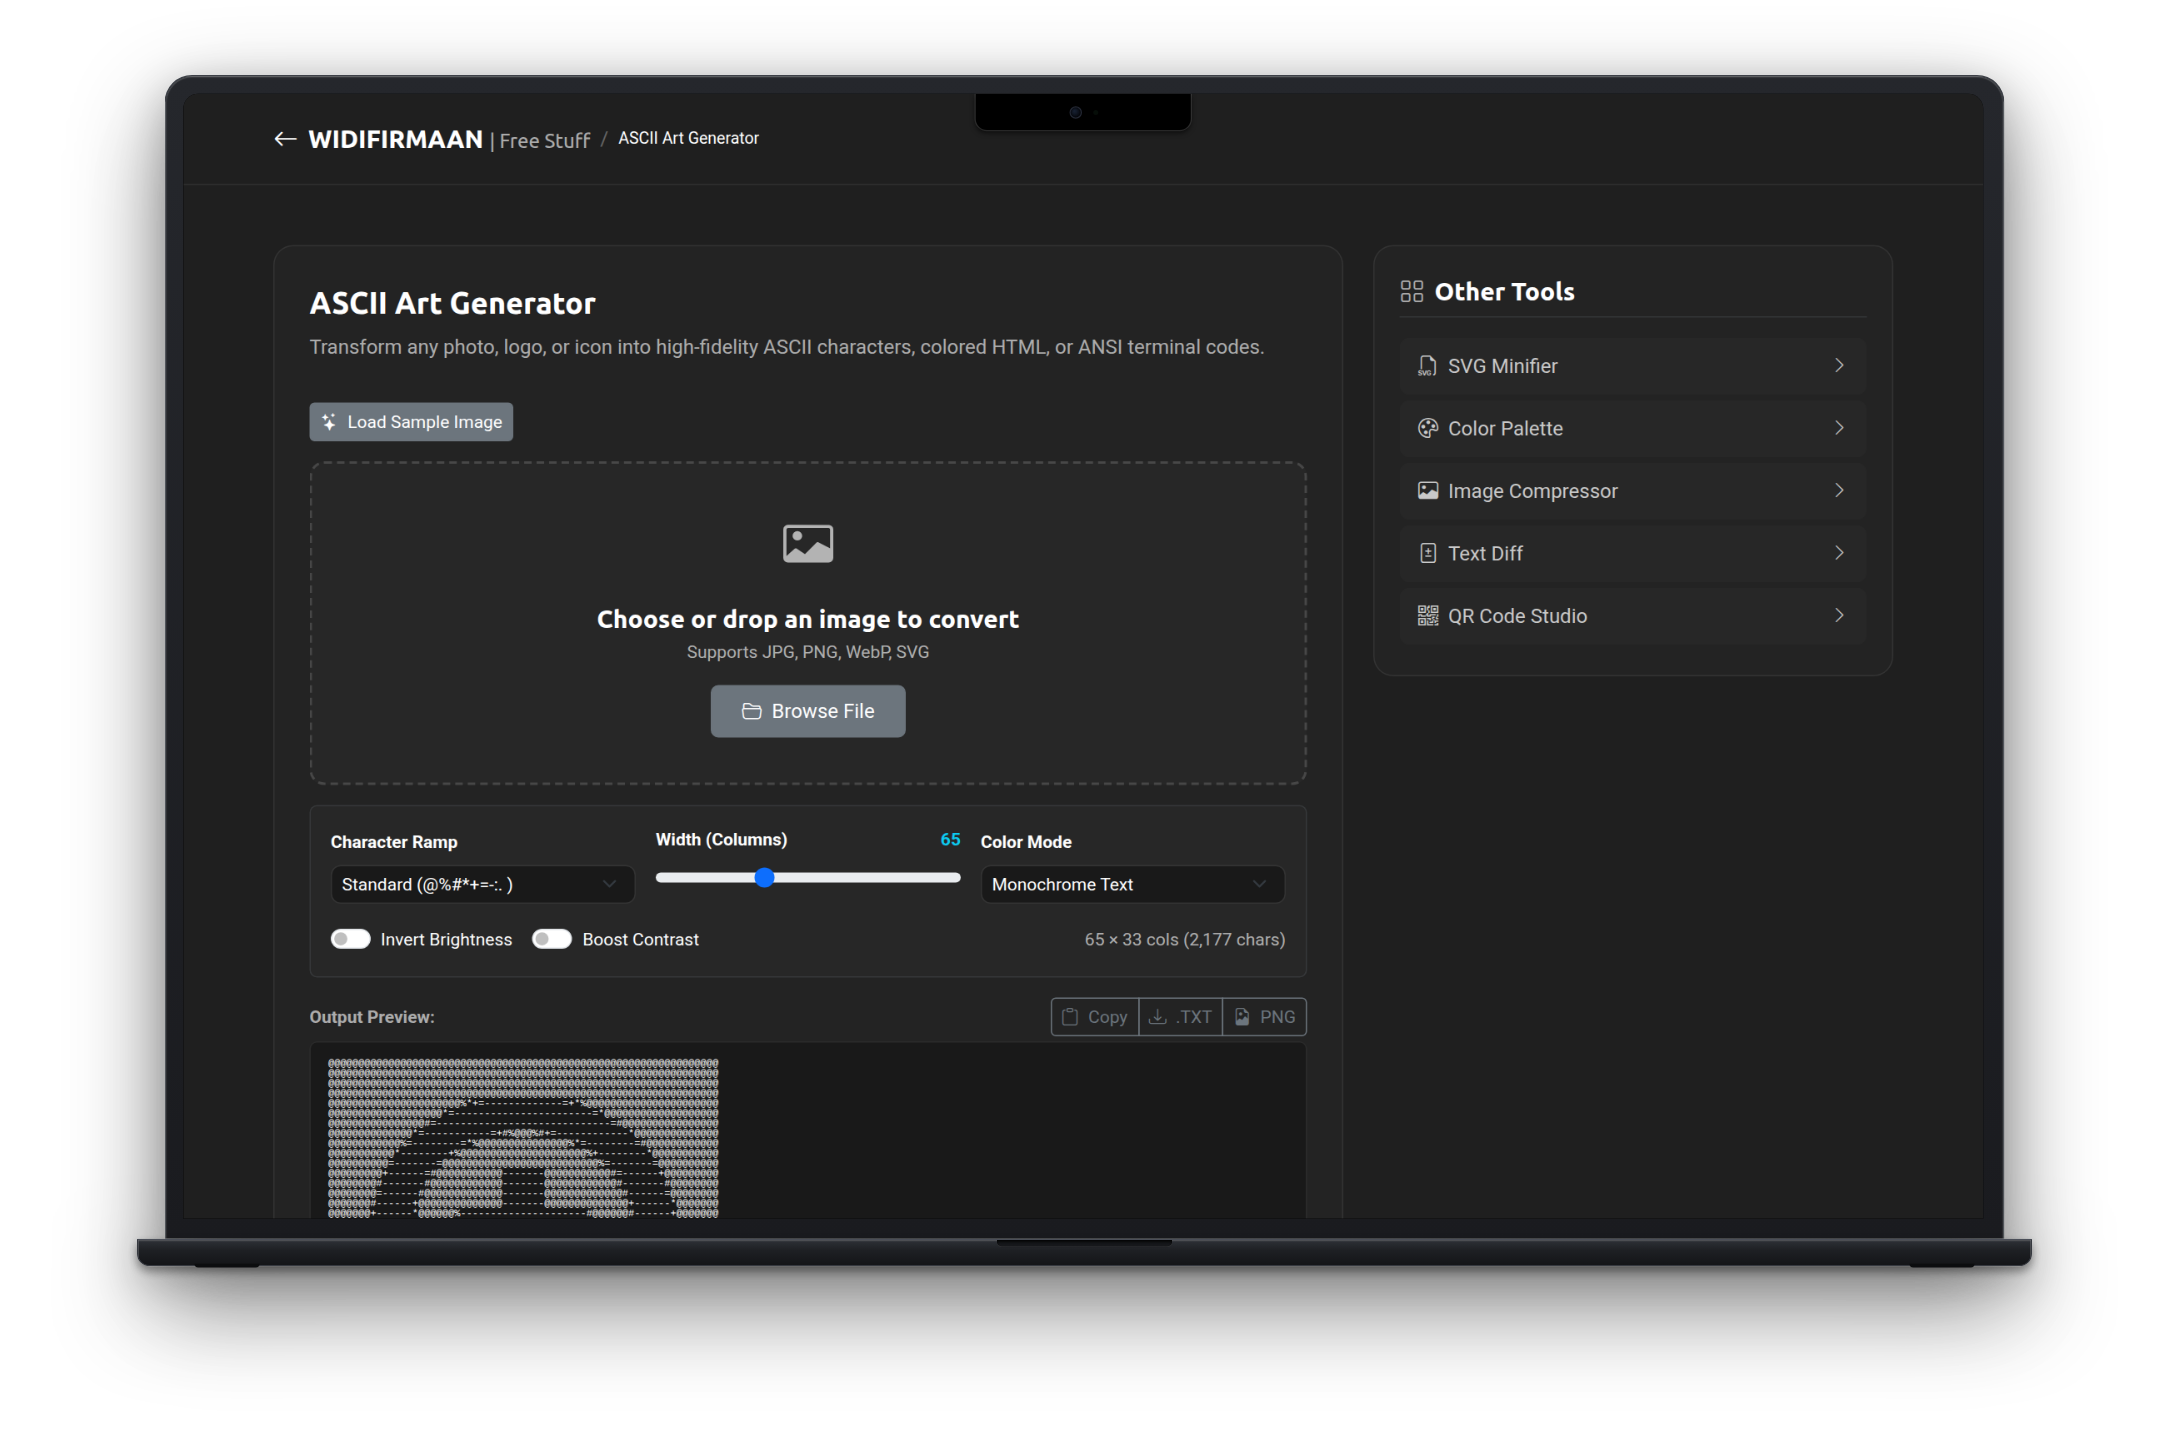 WIDIFIRMAAN | Free Stuff / ASCII Art Generator
ASCII Art Generator
Transform any photo, logo, or icon into high-fidelity ASCII characters, colored HTML, or ANSI terminal codes.
Load Sample Image
Choose or drop an image to convert
Supports JPG, PNG, WebP, SVG
Browse File
Character Ramp
Standard (@%#*+=-:. )
Width (Columns) 65
Color Mode
Monochrome Text
Invert Brightness
Boost Contrast
65 × 33 cols (2,177 chars)
Output Preview:
Copy
.TXT
PNG
Other Tools
SVG Minifier
Color Palette
Image Compressor
Text Diff
QR Code Studio